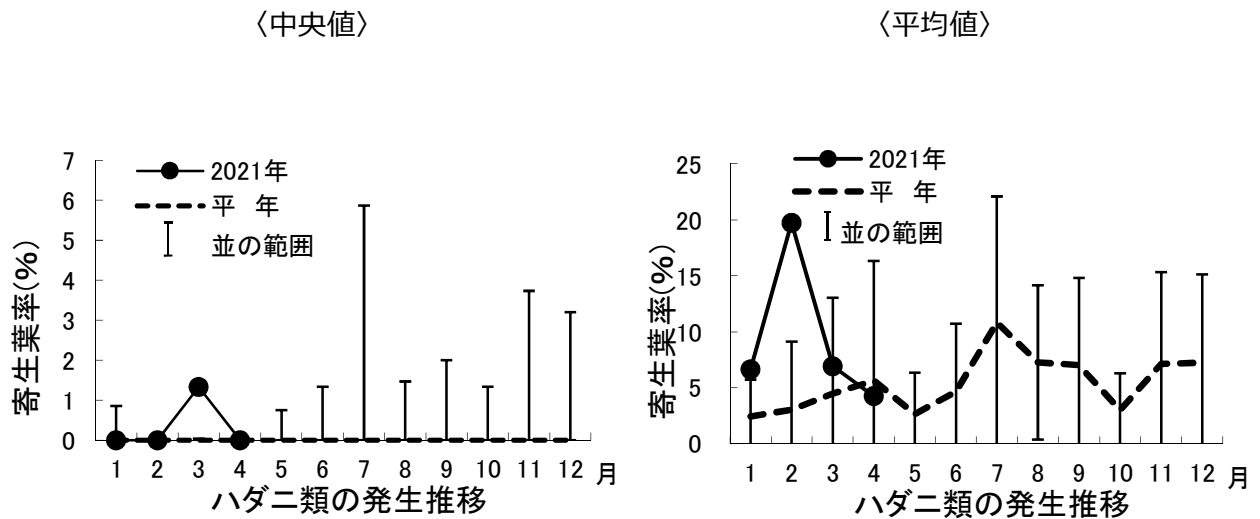 〈中央値〉
7
6
5
4
3
2
1
0
寄生葉率(%)
2021年
平 年
並の範囲
1 2 3 4 5 6 7 8 9 10 11 12 月
ハダニ類の発生推移
〈平均値〉
25
20
15
10
5
0
寄生葉率(%)
2021年
平 年
並の範囲
1 2 3 4 5 6 7 8 9 10 11 12 月
ハダニ類の発生推移